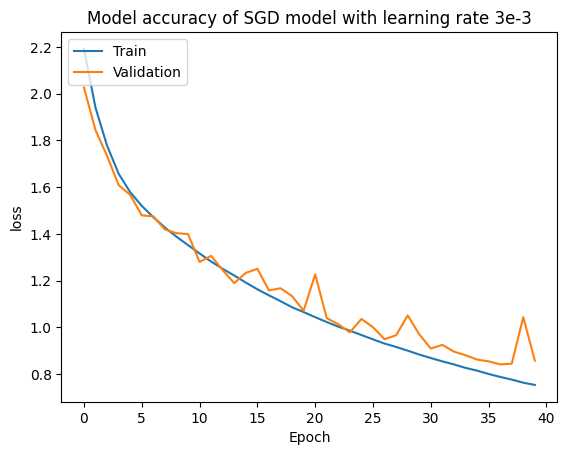 Model accuracy of SGD model with learning rate 3e-3
Train
Validation
2.2
2.0
1.8
1.6
1.4
1.2
1.0
0.8
loss
0 5 10 15 20 25 30 35 40
Epoch